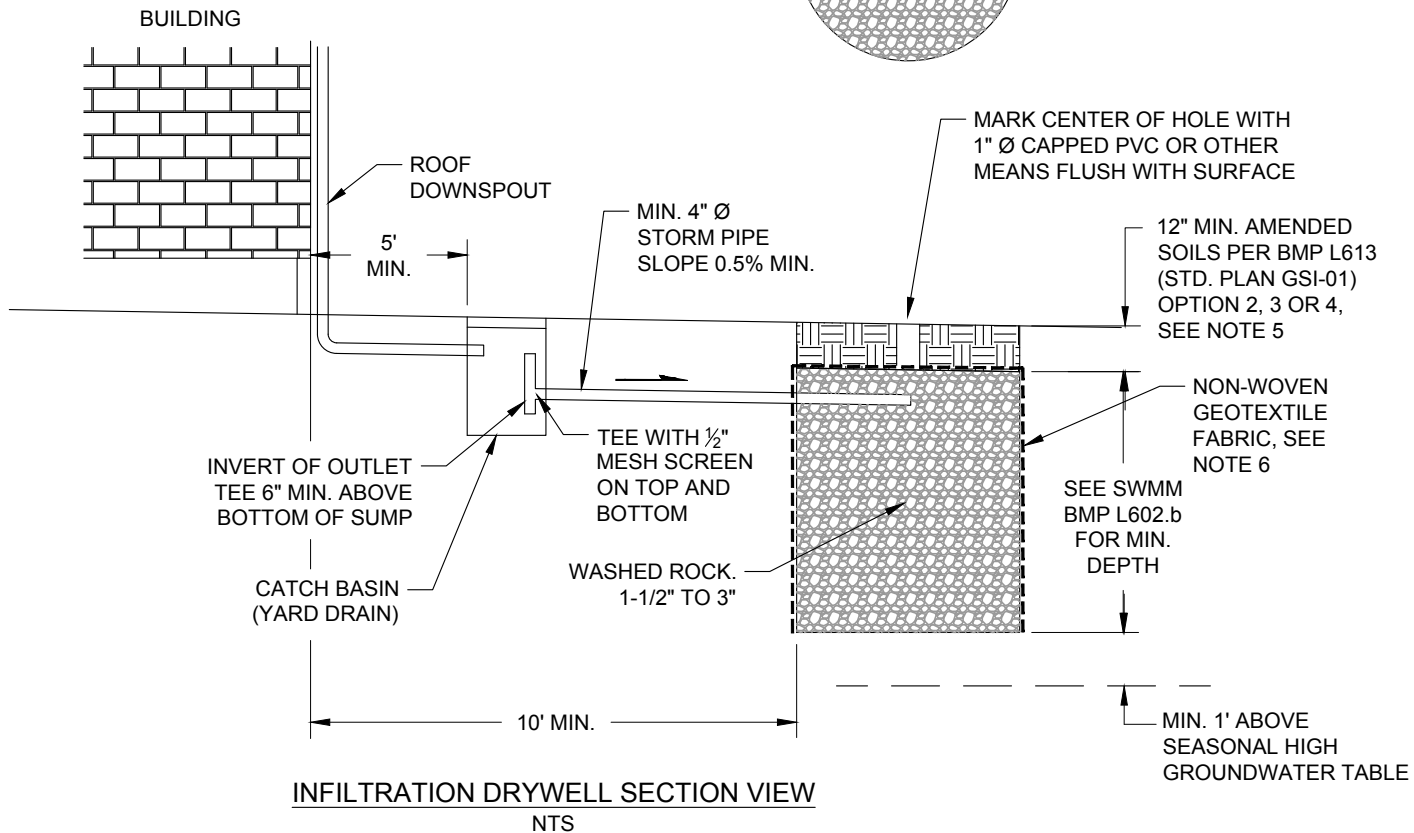 BUILDING
MARK CENTER OF HOLE WITH
1" Ø CAPPED PVC OR OTHER
MEANS FLUSH WITH SURFACE
ROOF
DOWNSPOUT
MIN. 4" Ø
STORM PIPE
SLOPE 0.5% MIN.
12" MIN. AMENDED
SOILS PER BMP L613
(STD. PLAN GSI-01)
OPTION 2, 3 OR 4,
SEE NOTE 5
5'
MIN.
NON-WOVEN
GEOTEXTILE
FABRIC, SEE
NOTE 6
TEE WITH ½"
MESH SCREEN
ON TOP AND
BOTTOM
INVERT OF OUTLET
TEE 6" MIN. ABOVE
BOTTOM OF SUMP
SEE SWMM
BMP L602.b
FOR MIN.
DEPTH
WASHED ROCK.
1-1/2" TO 3"
CATCH BASIN
(YARD DRAIN)
10' MIN.
MIN. 1' ABOVE
SEASONAL HIGH
GROUNDWATER TABLE
INFILTRATION DRYWELL SECTION VIEW
NTS